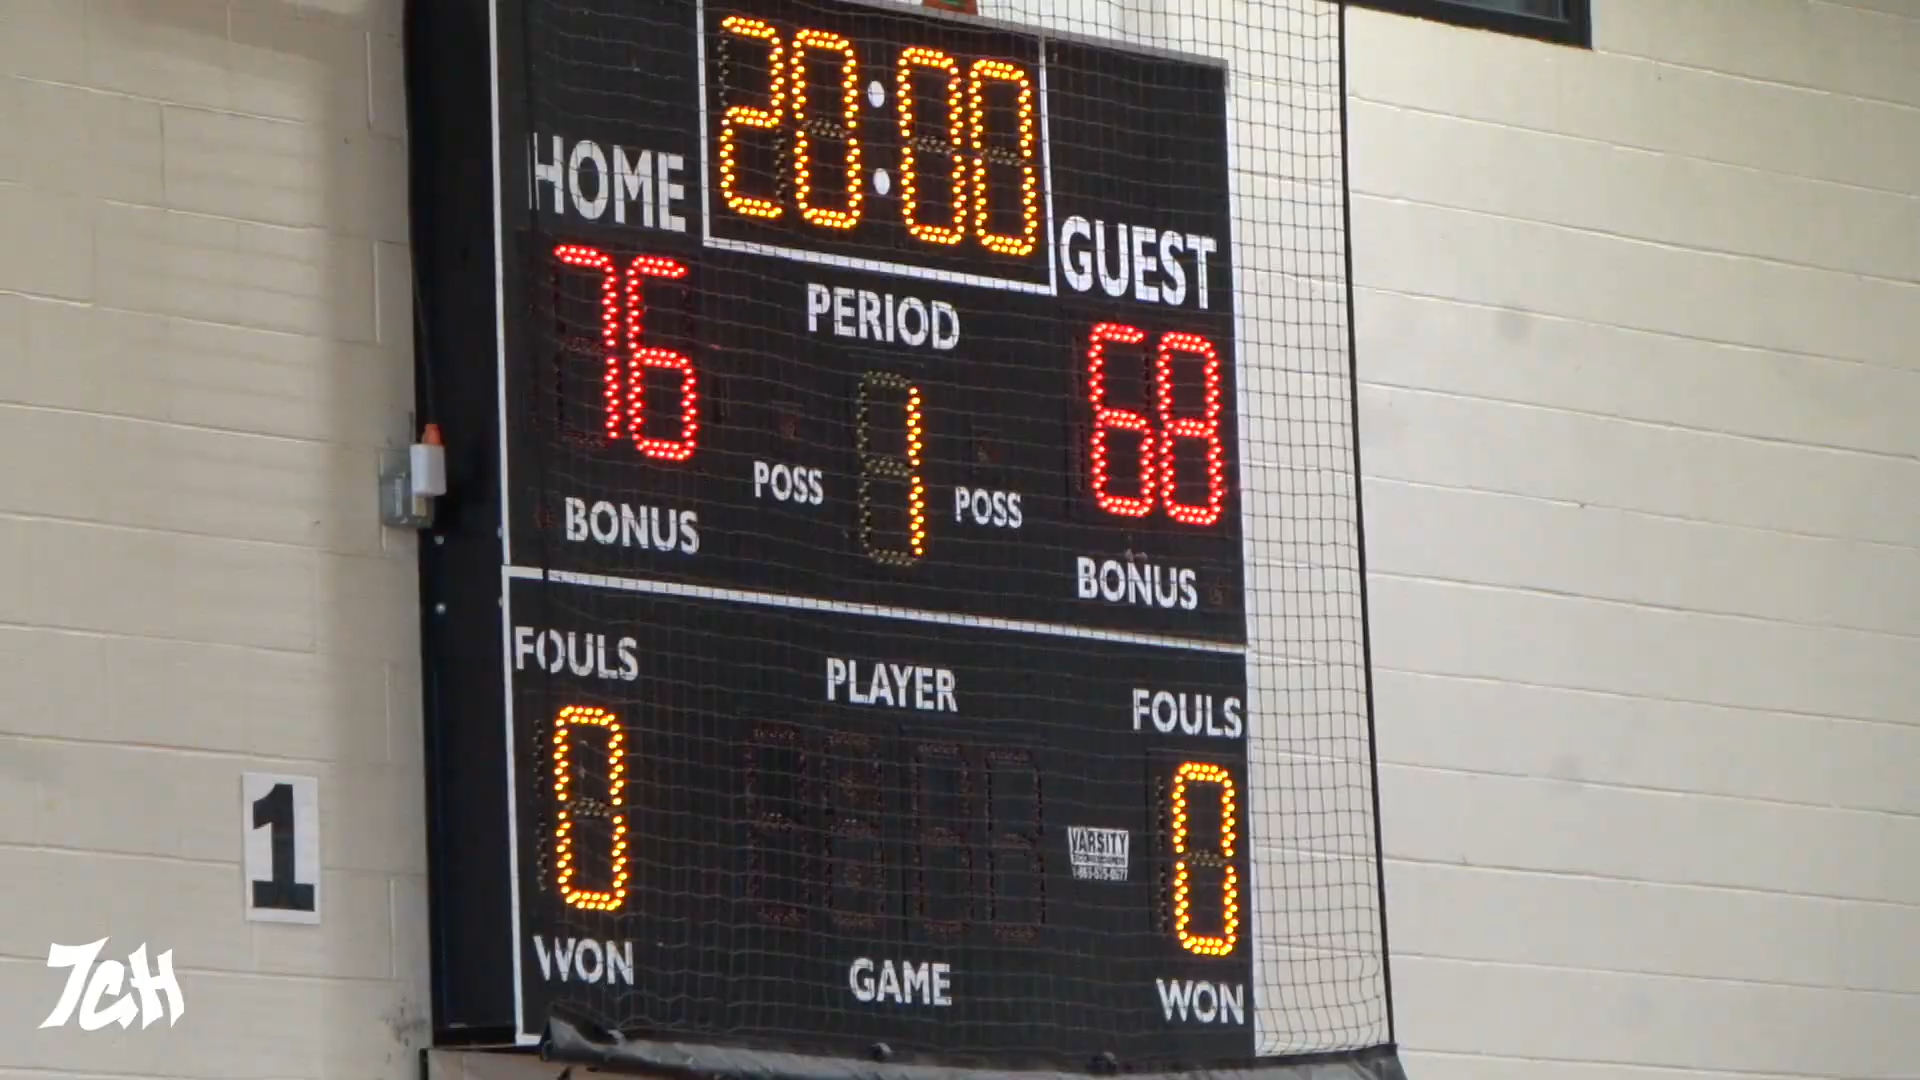 20:00
HOME
GUEST
76
PERIOD
68
1
POSS
POSS
BONUS
BONUS
FOULS
PLAYER
FOULS
0
0
VARSITY
WON
GAME
WON
1
7GH